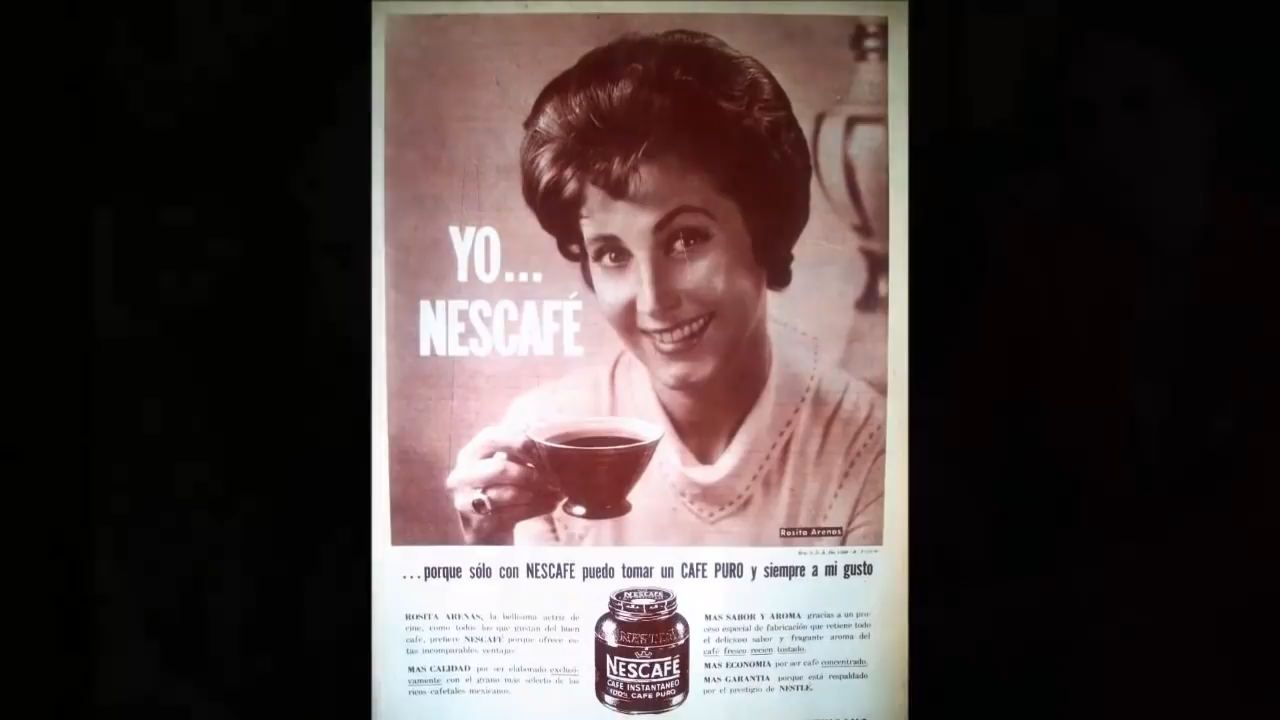 YO...
NESCAFÉ
Rosita Arenas
...porque sólo con NESCAFE puedo tomar un CAFE PURO y siempre a mi gusto
ROSITA ARENAS, la bellísima actriz de
cine, como todos los que gustan del buen
café, prefiere NESCAFÉ porque ofrece es-
tas incomparables ventajas:
MAS CALIDAD por ser elaborado exclusi-
vamente con el grano más selecto de los
ricos cafetales mexicanos.
NESCAFÉ
NESTLE
NESCAFÉ
CAFE INSTANTANEO
100% CAFE PURO
MAS SABOR Y AROMA gracias a un pro-
ceso especial de fabricación que retiene todo
el delicioso sabor y fragante aroma del
café fresco recien tostado.
MAS ECONOMIA por ser café concentrado.
MAS GARANTIA porque está respaldado
por el prestigio de NESTLE.